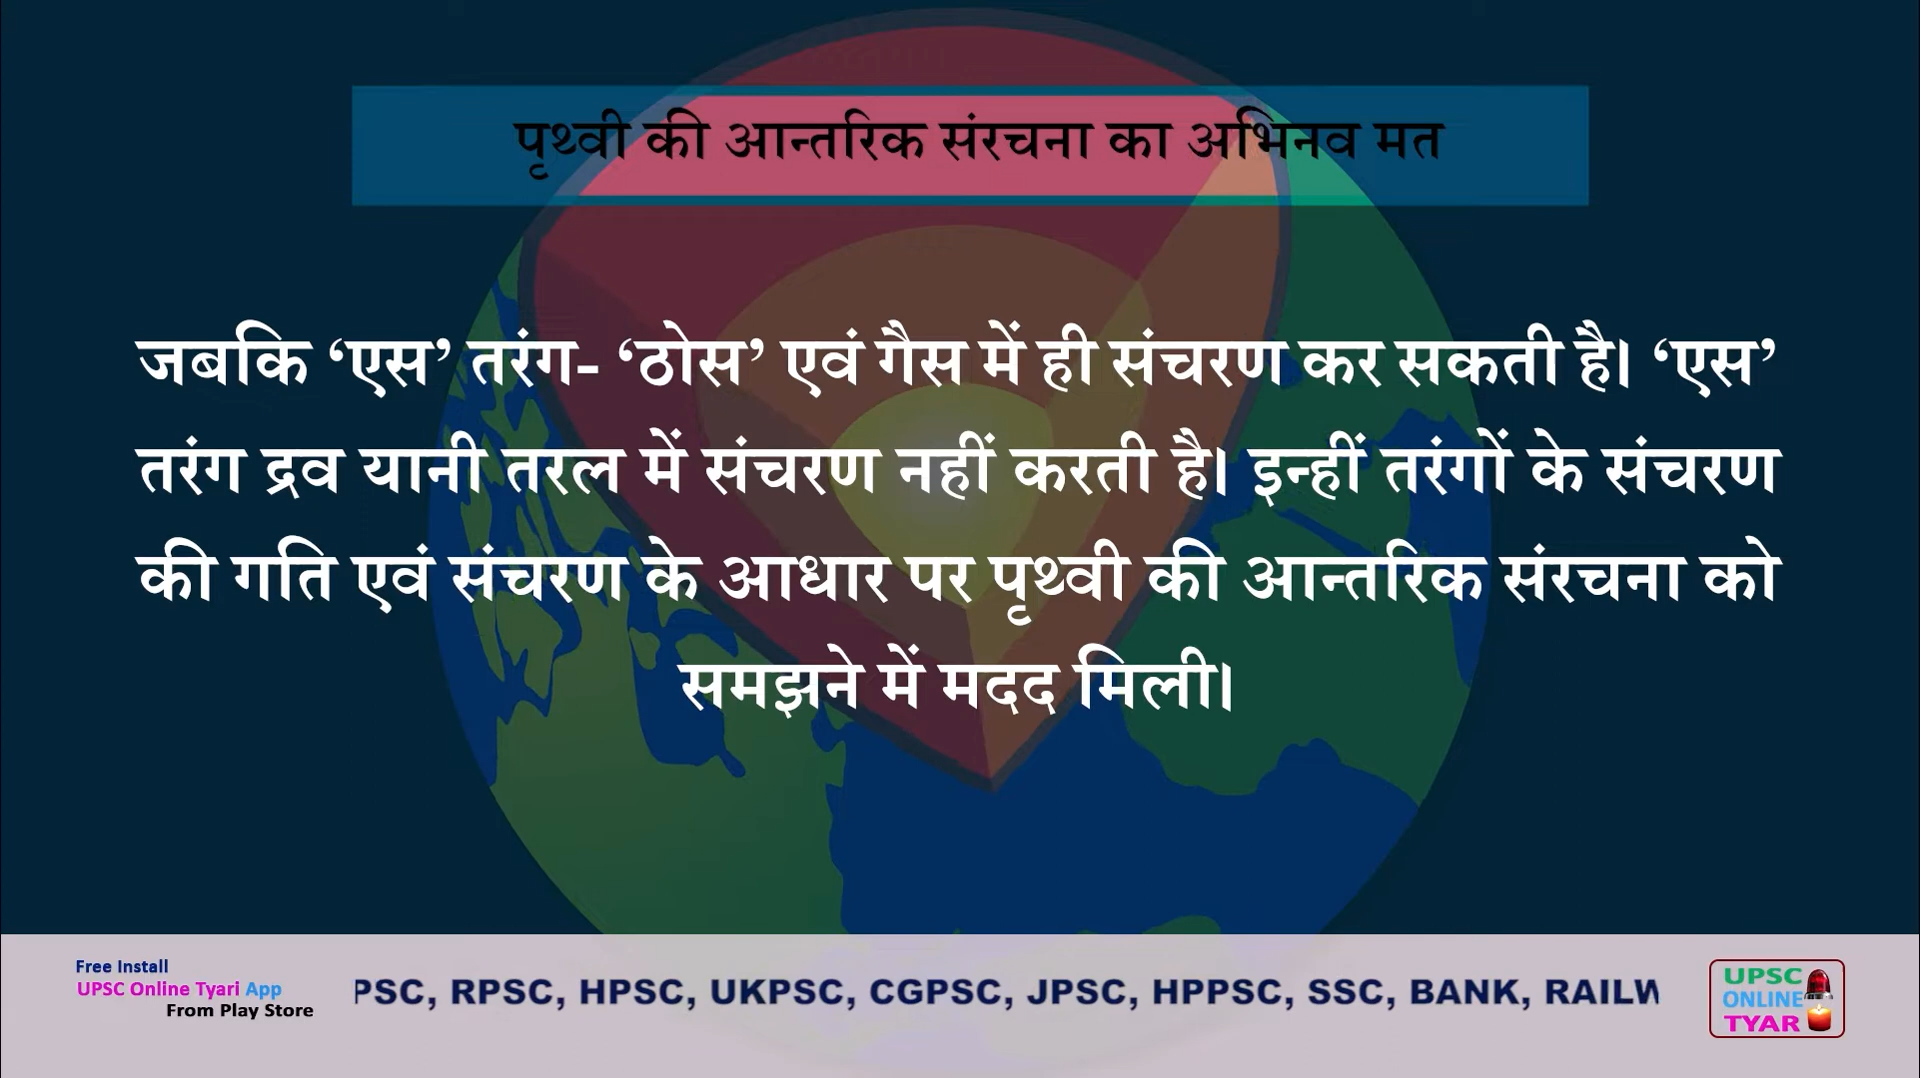 पृथ्वी की आन्तरिक संरचना का अभिनव मत
जबकि ‘एस’ तरंग- ‘ठोस’ एवं गैस में ही संचरण कर सकती है। ‘एस’
तरंग द्रव यानी तरल में संचरण नहीं करती है। इन्हीं तरंगों के संचरण
की गति एवं संचरण के आधार पर पृथ्वी की आन्तरिक संरचना को
समझने में मदद मिली।
Free Install
UPSC Online Tyari App
From Play Store
PSC, RPSC, HPSC, UKPSC, CGPSC, JPSC, HPPSC, SSC, BANK, RAILW
UPSC
ONLINE
TYAR